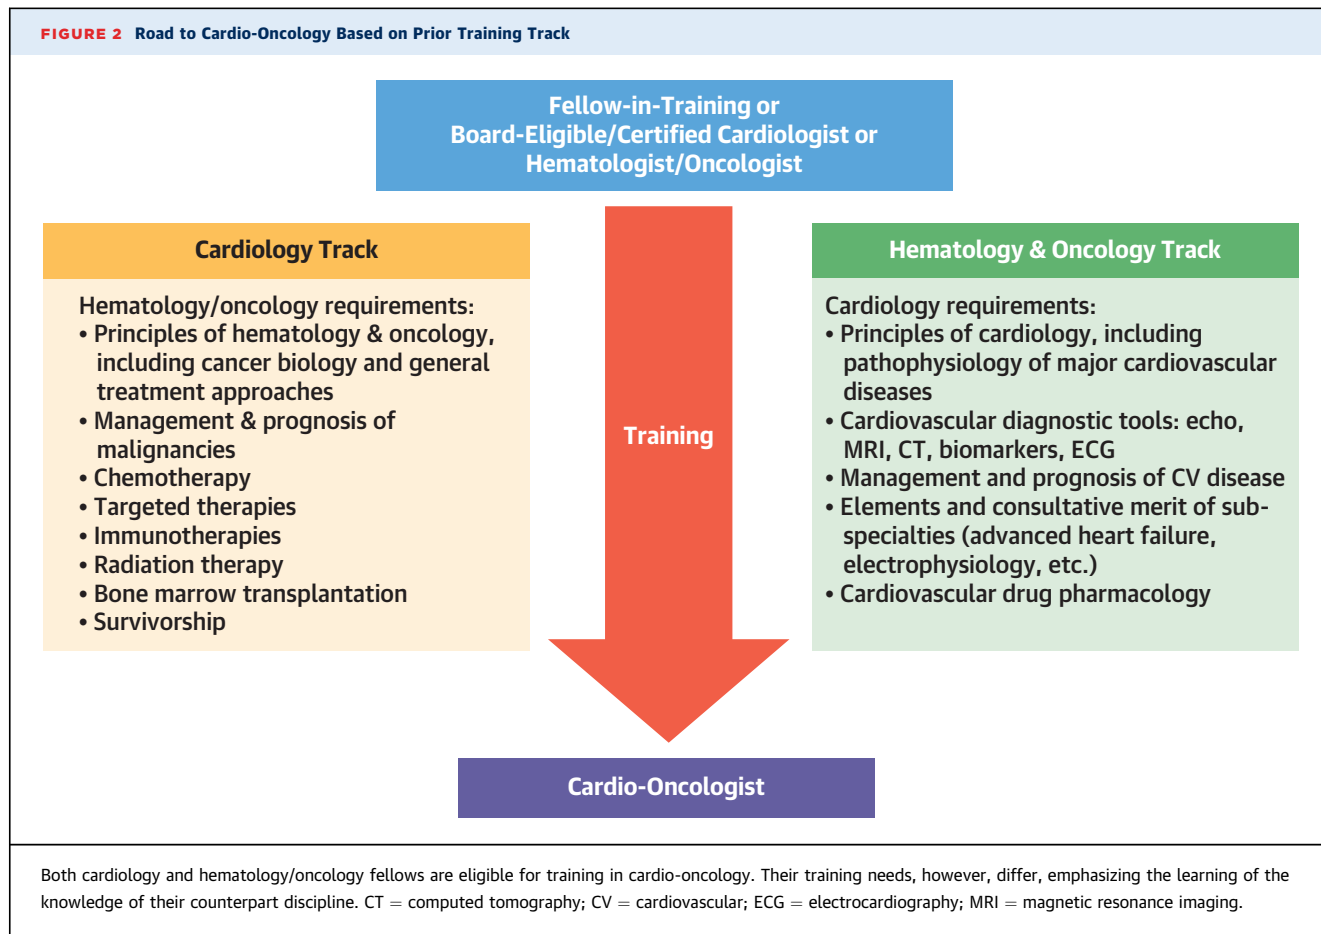 FIGURE 2 Road to Cardio-Oncology Based on Prior Training Track
Fellow-in-Training or
Board-Eligible/Certified Cardiologist or
Hematologist/Oncologist
Cardiology Track
Hematology/oncology requirements:
• Principles of hematology & oncology,
including cancer biology and general
treatment approaches
• Management & prognosis of
malignancies
• Chemotherapy
• Targeted therapies
• Immunotherapies
• Radiation therapy
• Bone marrow transplantation
• Survivorship
Training
Hematology & Oncology Track
Cardiology requirements:
• Principles of cardiology, including
pathophysiology of major cardiovascular
diseases
• Cardiovascular diagnostic tools: echo,
MRI, CT, biomarkers, ECG
• Management and prognosis of CV disease
• Elements and consultative merit of sub-
specialties (advanced heart failure,
electrophysiology, etc.)
• Cardiovascular drug pharmacology
Cardio-Oncologist
Both cardiology and hematology/oncology fellows are eligible for training in cardio-oncology. Their training needs, however, differ, emphasizing the learning of the
knowledge of their counterpart discipline. CT = computed tomography; CV = cardiovascular; ECG = electrocardiography; MRI = magnetic resonance imaging.